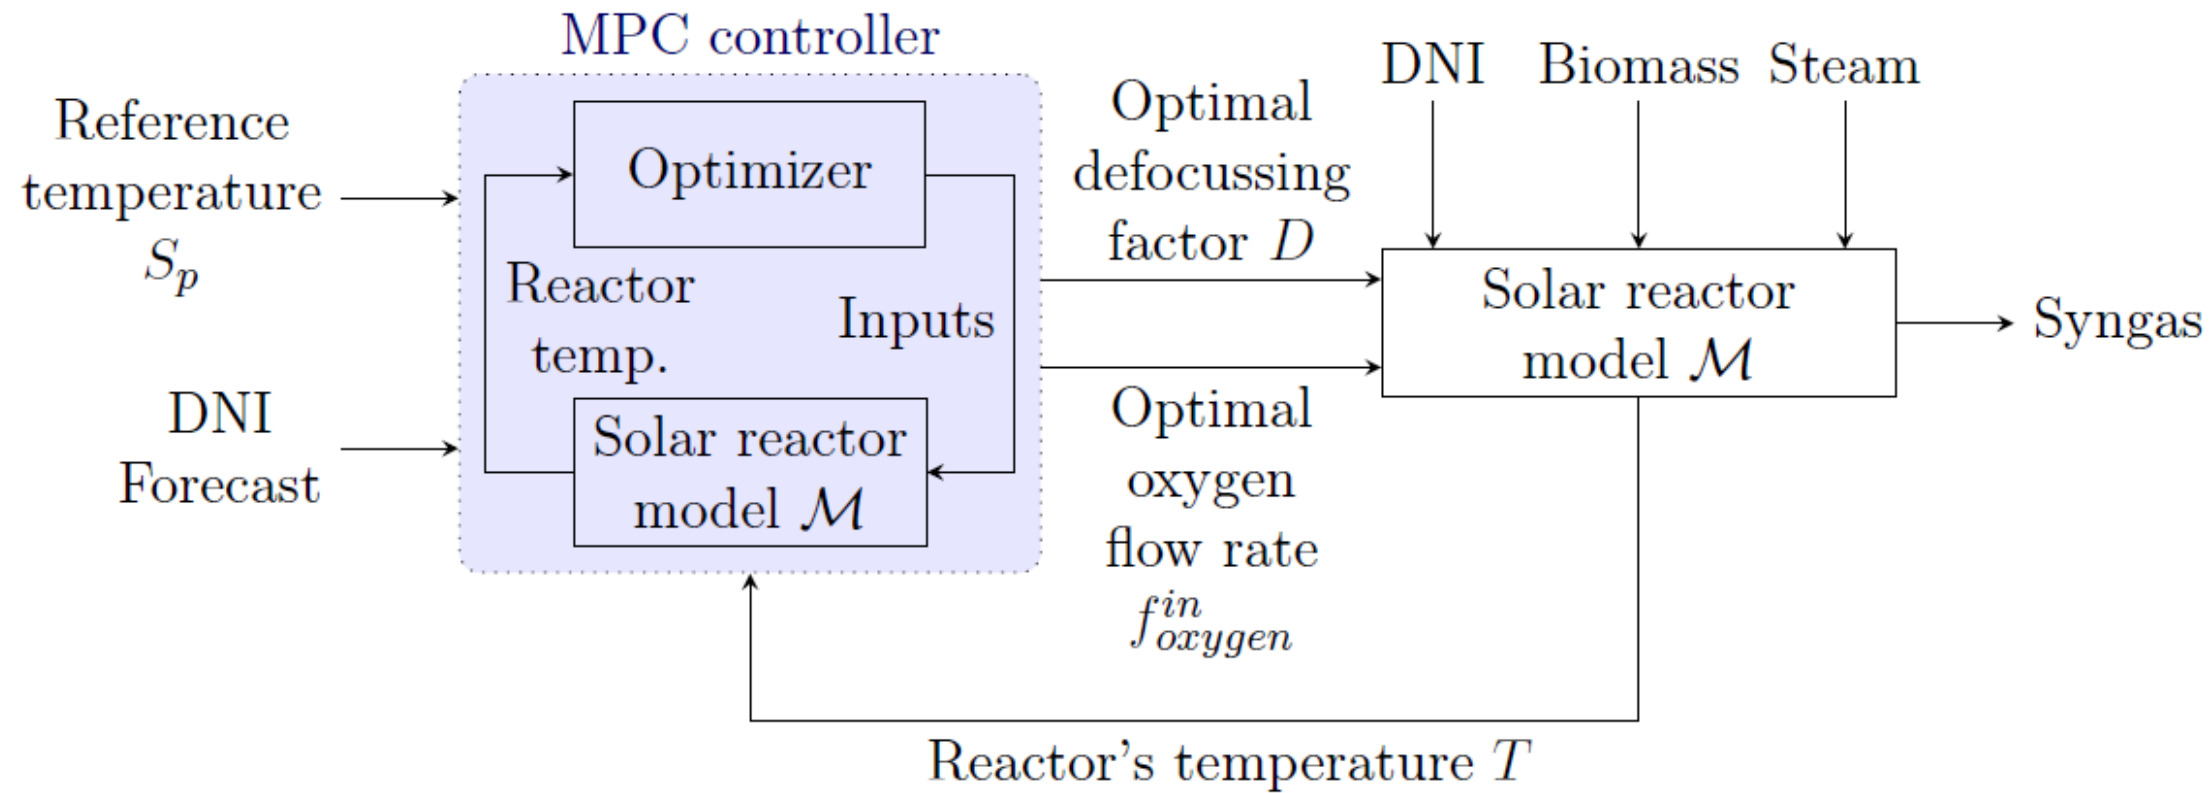 MPC controller
Reference
temperature
S_p
DNI
Forecast
Optimizer
Reactor
temp.
Inputs
Solar reactor
model ℳ
Optimal
defocussing
factor D
Optimal
oxygen
flow rate
f^{in}_{oxygen}
DNI Biomass Steam
Solar reactor
model ℳ
Syngas
Reactor's temperature T